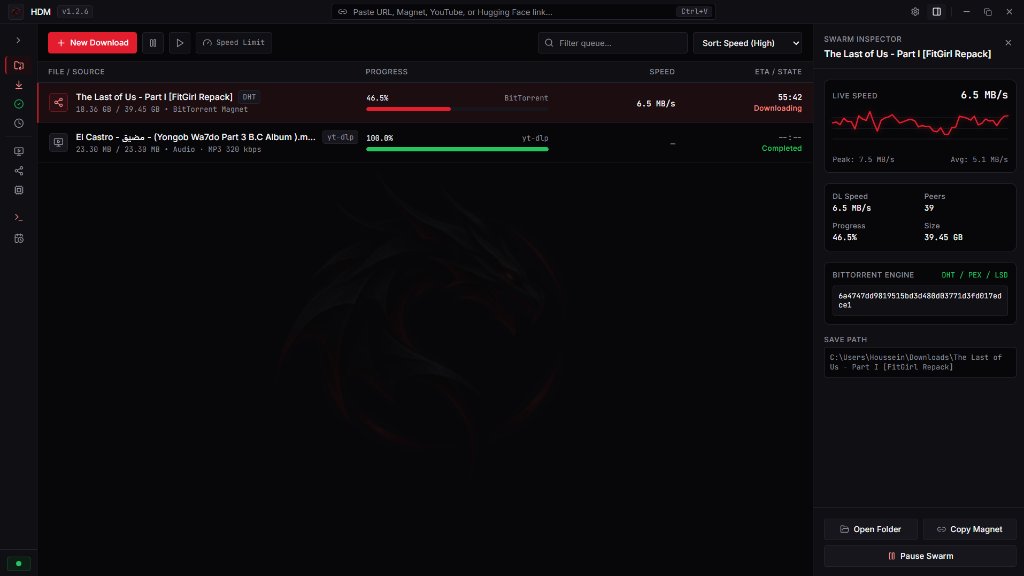 HDM v1.2.6
Paste URL, Magnet, YouTube, or Hugging Face link... Ctrl+V
+ New Download
Speed Limit
Filter queue...
Sort: Speed (High)
FILE / SOURCE PROGRESS SPEED ETA / STATE
The Last of Us - Part I [FitGirl Repack] DHT
18.36 GB / 39.45 GB • BitTorrent Magnet
46.5% BitTorrent
6.5 MB/s
55:42
Downloading
El Castro - مضيق - (Yongob Wa7do Part 3 B.C Album ).m... yt-dlp
23.30 MB / 23.30 MB • Audio • MP3 320 kbps
100.0% yt-dlp
—
--:--
Completed
SWARM INSPECTOR
The Last of Us - Part I [FitGirl Repack]
LIVE SPEED 6.5 MB/s
Peak: 7.5 MB/s Avg: 5.1 MB/s
DL Speed Peers
6.5 MB/s 39
Progress Size
46.5% 39.45 GB
BITTORRENT ENGINE DHT / PEX / LSD
6a4747dd9819515bd3d480d03771d3fd017ad
ce1
SAVE PATH
C:\Users\Houssein\Downloads\The Last of
Us - Part I [FitGirl Repack]
Open Folder
Copy Magnet
Pause Swarm